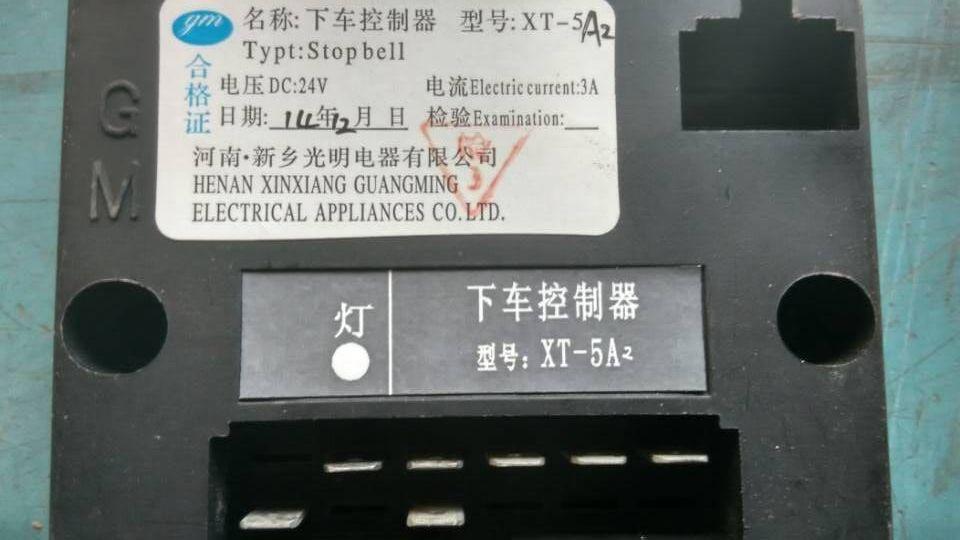 gm 名称:下车控制器 型号:XT-5A2
Typt:Stopbell
合格证
电压DC:24V 电流Electric current:3A
日期: 14年12月 日 检验Examination:
河南·新乡光明电器有限公司
HENAN XINXIANG GUANGMING
ELECTRICAL APPLIANCES CO.LTD.
GM
灯
下车控制器
型号: XT-5A2